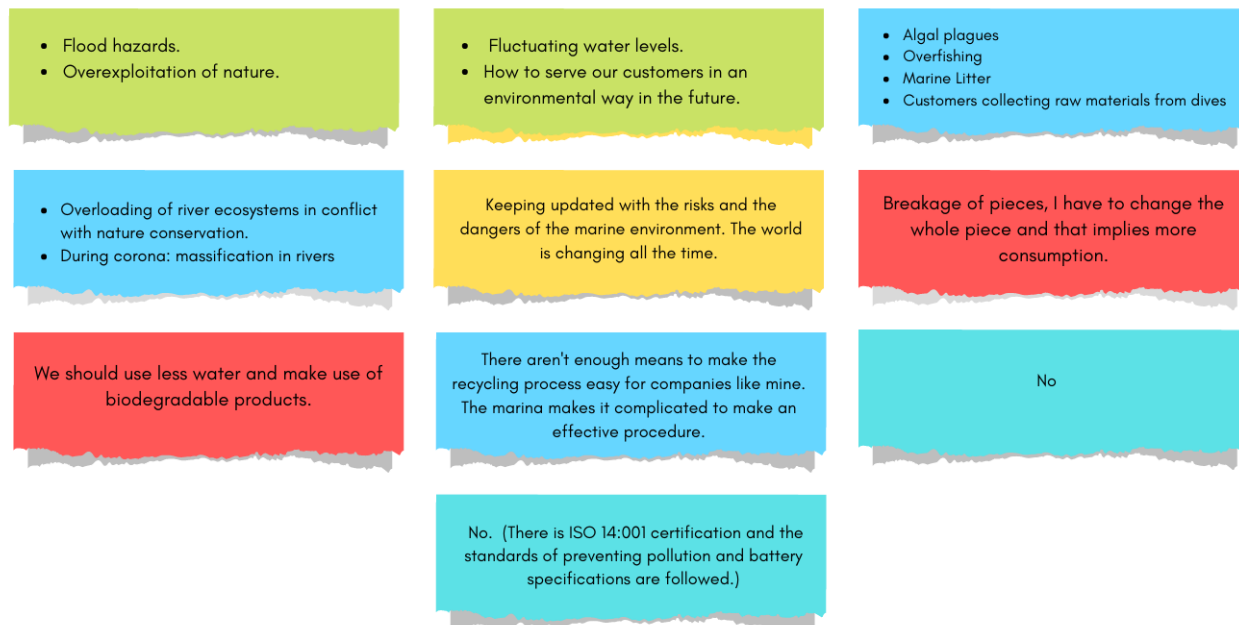 Flood hazards.
Overexploitation of nature.
Fluctuating water levels.
How to serve our customers in an
environmental way in the future.
Algal plagues
Overfishing
Marine Litter
Customers collecting raw materials from dives
Overloading of river ecosystems in conflict
with nature conservation.
During corona: massification in rivers
Keeping updated with the risks and the
dangers of the marine environment. The world
is changing all the time.
Breakage of pieces, I have to change the
whole piece and that implies more
consumption.
We should use less water and make use of
biodegradable products.
There aren't enough means to make the
recycling process easy for companies like mine.
The marina makes it complicated to make an
effective procedure.
No
No. (There is ISO 14:001 certification and the
standards of preventing pollution and battery
specifications are followed.)